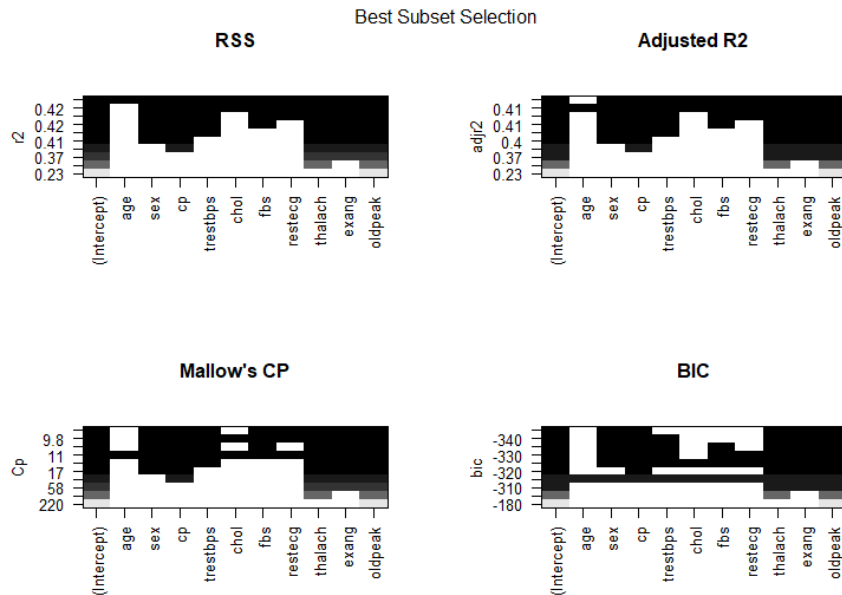 Best Subset Selection
RSS
r2
0.42
0.42
0.41
0.37
0.23
(Intercept)
age
sex
cp
trestbps
chol
fbs
restecg
thalach
exang
oldpeak
Adjusted R2
adjr2
0.41
0.41
0.4
0.37
0.23
(Intercept)
age
sex
cp
trestbps
chol
fbs
restecg
thalach
exang
oldpeak
Mallow's CP
Cp
9.8
11
17
58
220
(Intercept)
age
sex
cp
trestbps
chol
fbs
restecg
thalach
exang
oldpeak
BIC
bic
-340
-330
-320
-310
-180
(Intercept)
age
sex
cp
trestbps
chol
fbs
restecg
thalach
exang
oldpeak